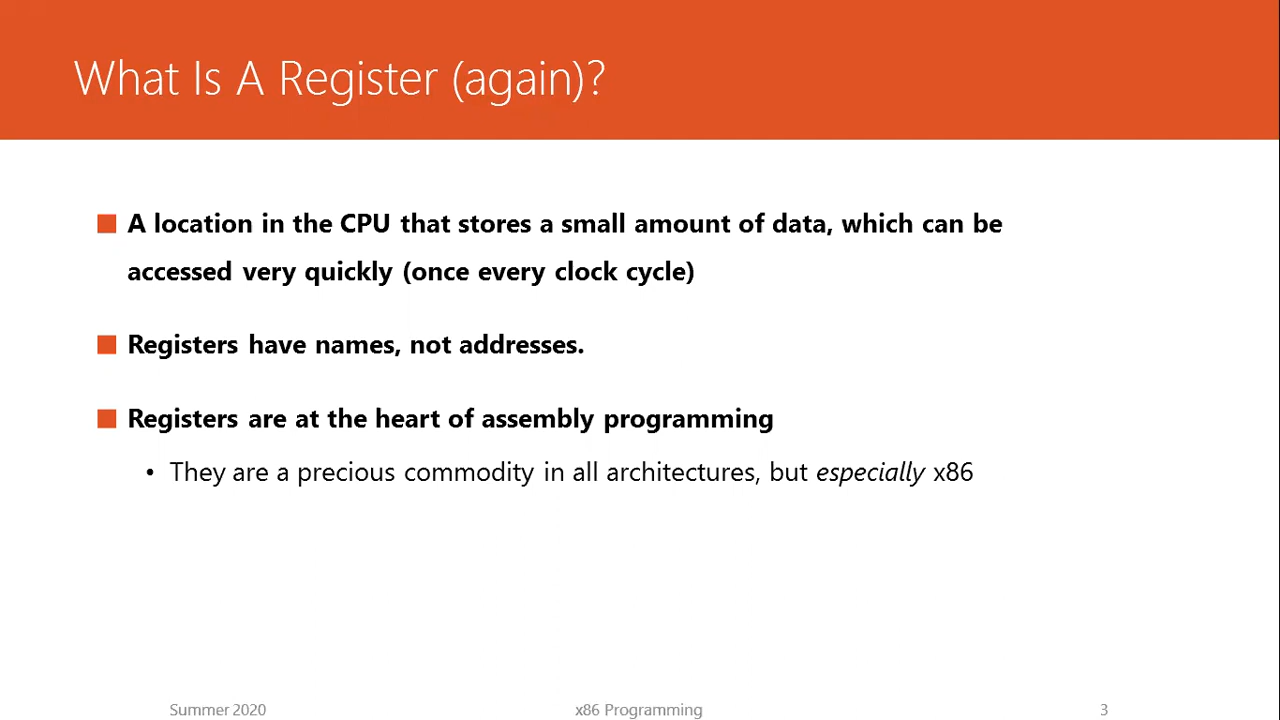 What Is A Register (again)?
A location in the CPU that stores a small amount of data, which can be
accessed very quickly (once every clock cycle)
Registers have names, not addresses.
Registers are at the heart of assembly programming
• They are a precious commodity in all architectures, but especially x86
Summer 2020
x86 Programming
3